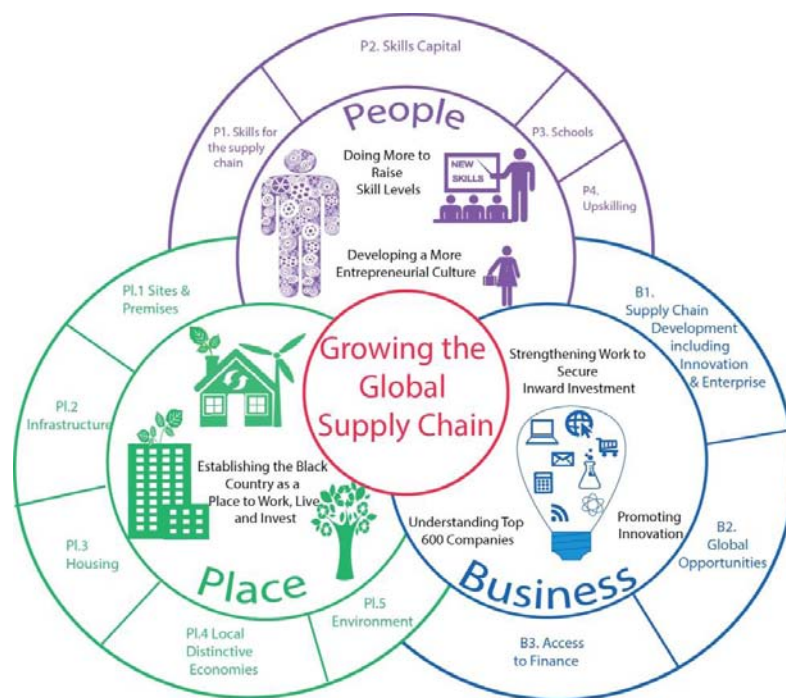 P2. Skills Capital
P1. Skills for
the supply
chain
P3. Schools
P4.
Upskilling
People
Doing More to
Raise
Skill Levels
NEW
SKILLS
Developing a More
Entrepreneurial Culture
Growing the
Global
Supply Chain
Pl.1 Sites &
Premises
Pl.2
Infrastructure
Pl.3
Housing
Pl.4 Local
Distinctive
Economies
Pl.5
Environment
Establishing the Black
Country as a
Place to Work, Live
and Invest
Place
B1.
Supply Chain
Development
including
Innovation
& Enterprise
B2.
Global
Opportunities
B3. Access
to Finance
Strengthening Work to
Secure
Inward Investment
Understanding Top
600 Companies
Promoting
Innovation
Business